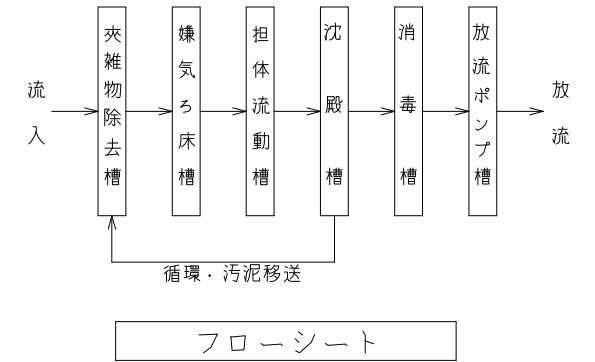 流入
夾雑物除去槽
嫌気ろ床槽
担体流動槽
沈殿槽
消毒槽
放流ポンプ槽
放流
循環・汚泥移送
フローシート